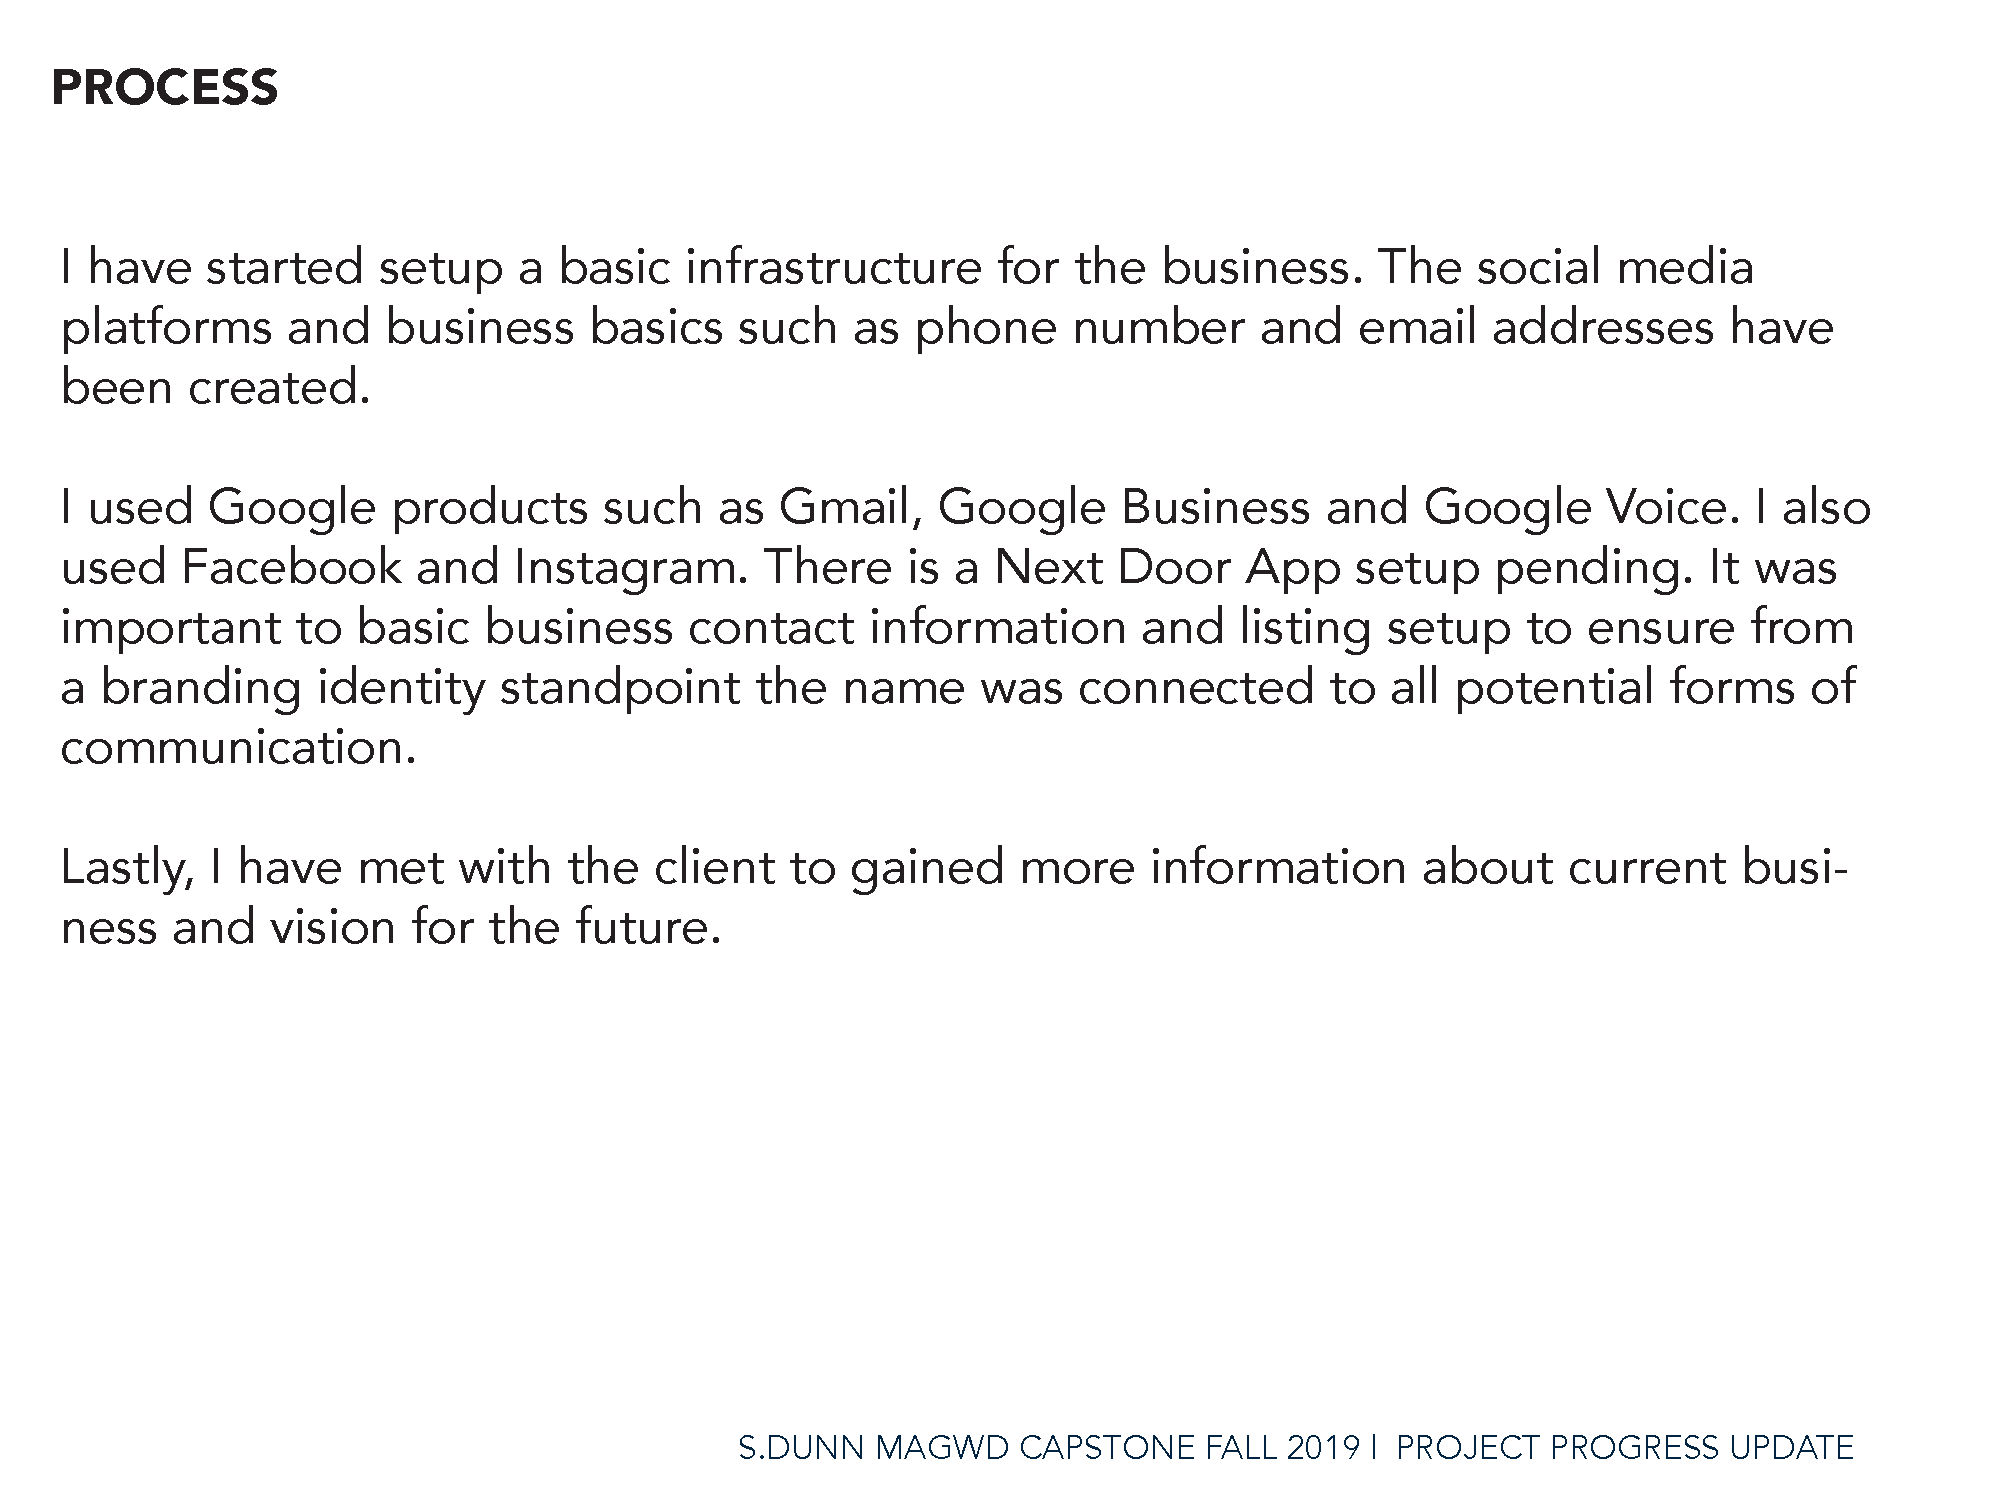 PROCESS
I have started setup a basic infrastructure for the business. The social media
platforms and business basics such as phone number and email addresses have
been created.
I used Google products such as Gmail, Google Business and Google Voice. I also
used Facebook and Instagram. There is a Next Door App setup pending. It was
important to basic business contact information and listing setup to ensure from
a branding identity standpoint the name was connected to all potential forms of
communication.
Lastly, I have met with the client to gained more information about current busi-
ness and vision for the future.
S.DUNN MAGWD CAPSTONE FALL 2019 | PROJECT PROGRESS UPDATE